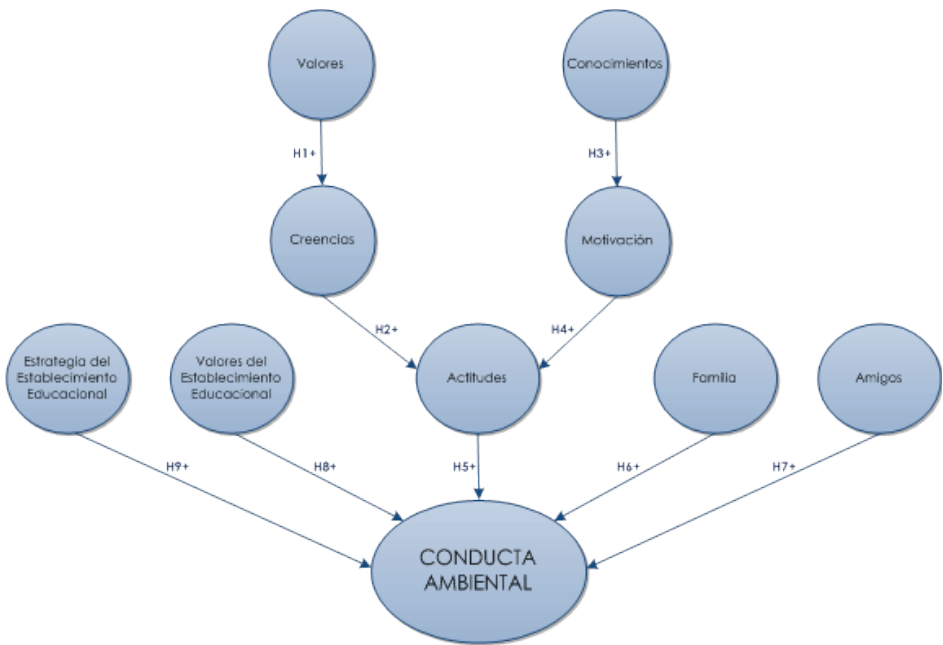 Valores
Conocimientos
H1+
H3+
Creencias
Motivación
H2+
H4+
Estrategia del
Establecimiento
Educacional
Valores del
Establecimiento
Educacional
Actitudes
Familia
Amigos
H9+
H8+
H5+
H6+
H7+
CONDUCTA
AMBIENTAL